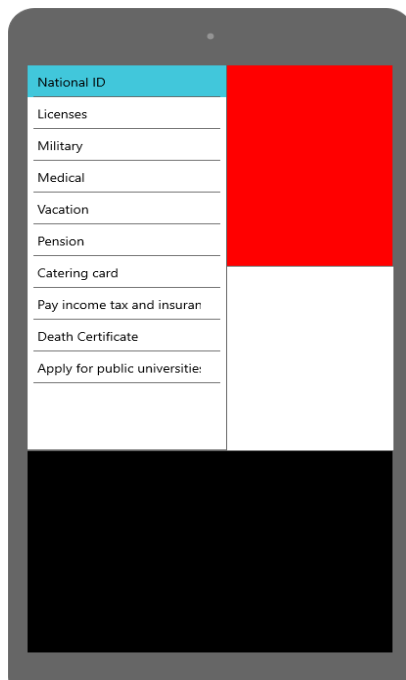 National ID
Licenses
Military
Medical
Vacation
Pension
Catering card
Pay income tax and insuran
Death Certificate
Apply for public universities